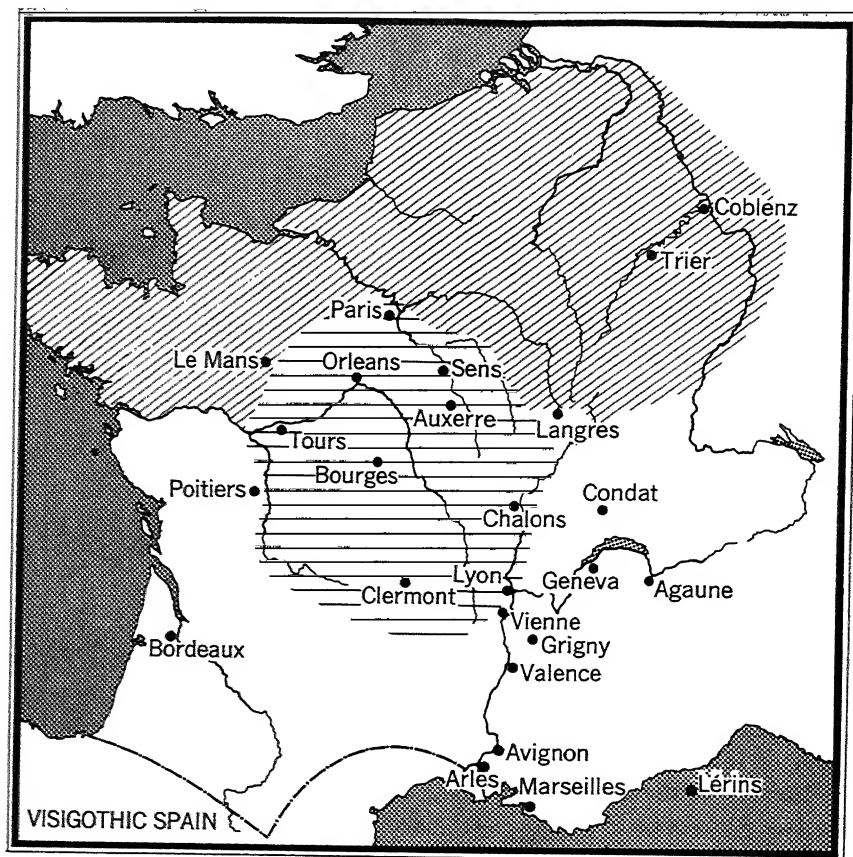 Coblenz
Trier
Paris
Le Mans
Orleans
Sens
Auxerre
Langres
Tours
Bourges
Poitiers
Condat
Chalons
Lyon
Geneva
Agaune
Clermont
Vienne
Grigny
Bordeaux
Valence
Avignon
Arles
Marseilles
Lérins
VISIGOTHIC SPAIN